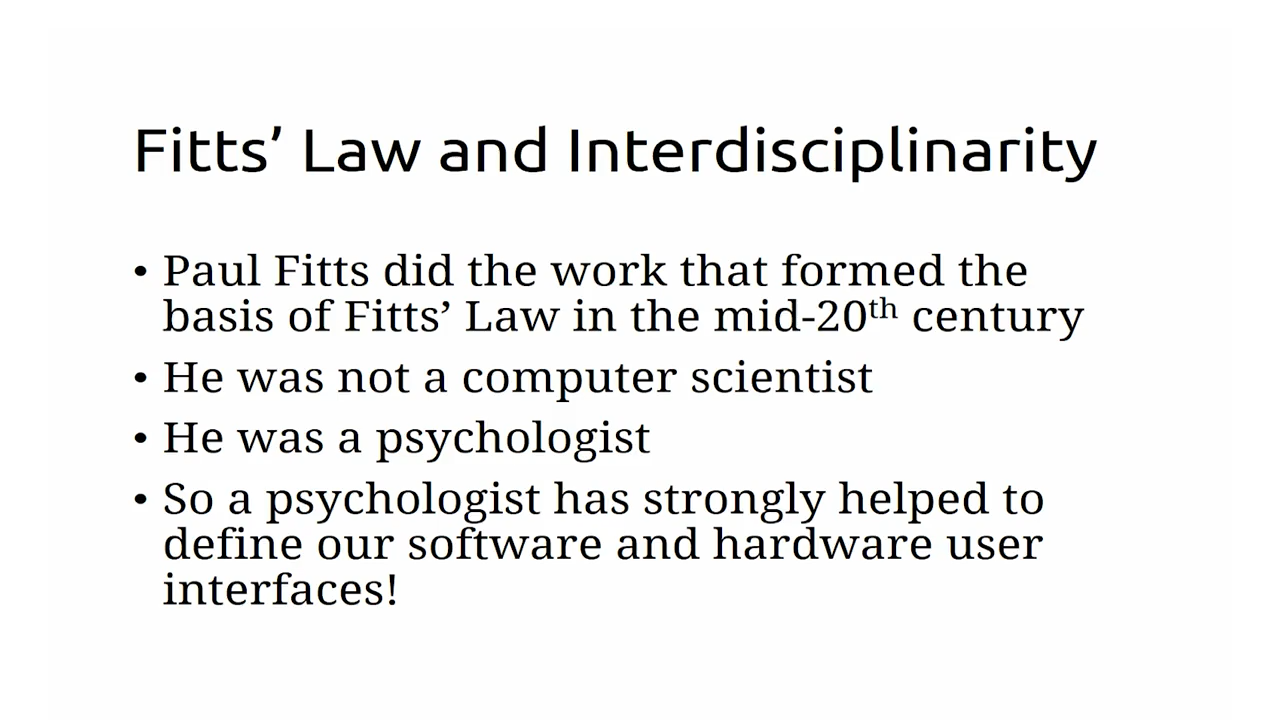 Fitts’ Law and Interdisciplinarity
• Paul Fitts did the work that formed the
basis of Fitts’ Law in the mid-20th century
• He was not a computer scientist
• He was a psychologist
• So a psychologist has strongly helped to
define our software and hardware user
interfaces!